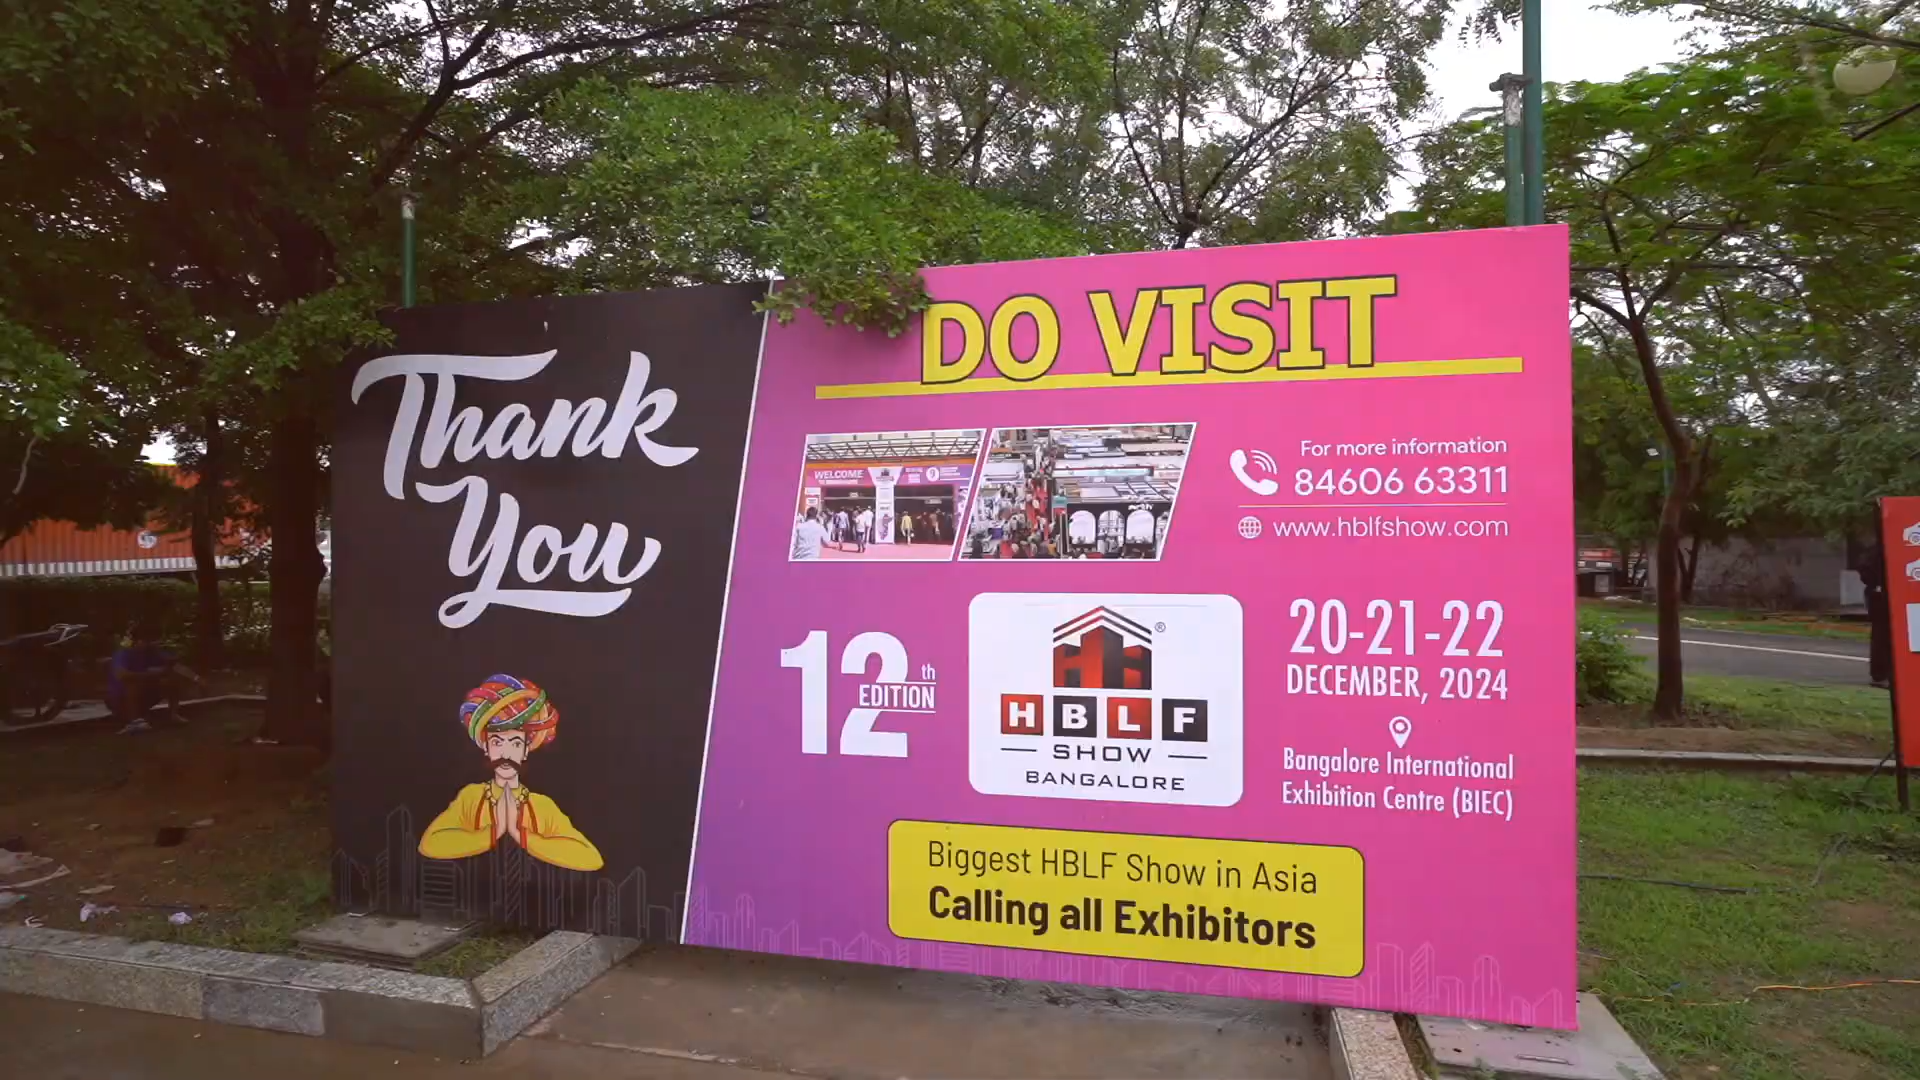 Thank
You
DO VISIT
WELCOME
For more information
84606 63311
www.hblfshow.com
12th
EDITION
®
HBLF
SHOW
BANGALORE
20-21-22
DECEMBER, 2024
Bangalore International
Exhibition Centre (BIEC)
Biggest HBLF Show in Asia
Calling all Exhibitors